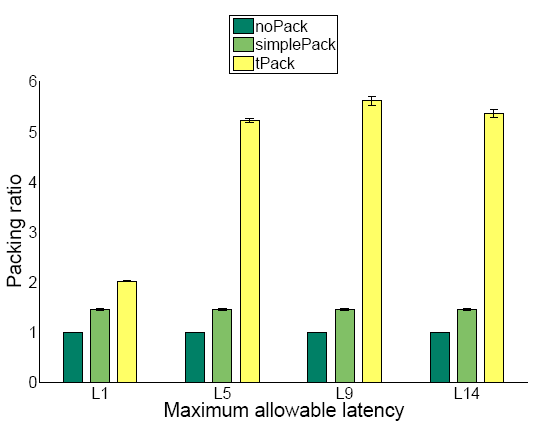 noPack
simplePack
tPack
6
5
4
3
2
1
0
Packing ratio
L1 L5 L9 L14
Maximum allowable latency